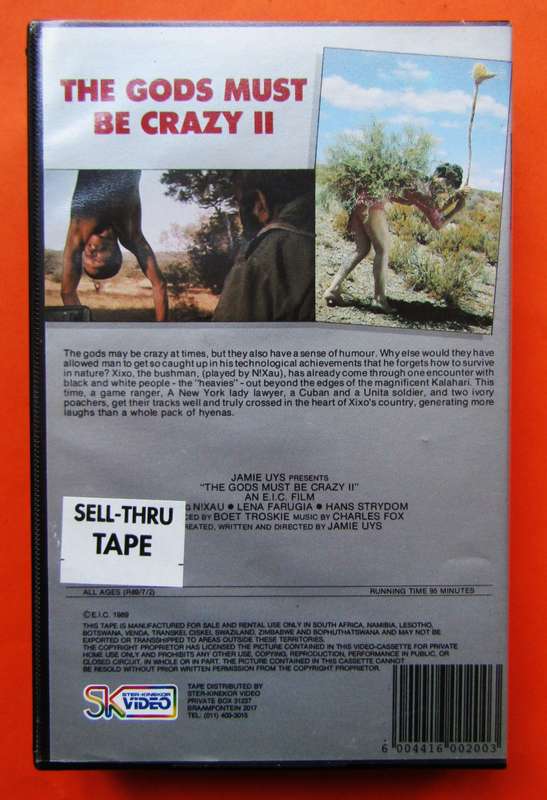 THE GODS MUST
BE CRAZY II
The gods may be crazy at times, but they also have a sense of humour. Why else would they have
allowed man to get so caught up in his technological achievements that he forgets how to survive
in nature? Xixo, the bushman, (played by N!Xau), has already come through one encounter with
black and white people - the "heavies" - out beyond the edges of the magnificent Kalahari. This
time, a game ranger, A New York lady lawyer, a Cuban and a Unita soldier, and two ivory
poachers, get their tracks well and truly crossed in the heart of Xixo's country, generating more
laughs than a whole pack of hyenas.
JAMIE UYS PRESENTS
"THE GODS MUST BE CRAZY II"
AN E.I.C. FILM
N!XAU ● LENA FARUGIA ● HANS STRYDOM
BOET TROSKIE MUSIC BY CHARLES FOX
WRITTEN AND DIRECTED BY JAMIE UYS
SELL-THRU
TAPE
ALL AGES (R89/7/2) RUNNING TIME 95 MINUTES
©E.I.C. 1989
THIS TAPE IS MANUFACTURED FOR SALE AND RENTAL USE ONLY IN SOUTH AFRICA, NAMIBIA, LESOTHO,
BOTSWANA, VENDA, TRANSKEI, CISKEI, SWAZILAND, ZIMBABWE AND BOPHUTHATSWANA AND MAY NOT BE
EXPORTED OR TRANSSHIPPED TO AREAS OUTSIDE THESE TERRITORIES.
THE COPYRIGHT PROPRIETOR HAS LICENSED THE PICTURE CONTAINED IN THIS VIDEO-CASSETTE FOR PRIVATE
HOME USE ONLY AND PROHIBITS ANY OTHER USE, COPYING, REPRODUCTION, PERFORMANCE IN PUBLIC, OR
CLOSED CIRCUIT, IN WHOLE OR IN PART. THE PICTURE CONTAINED IN THIS CASSETTE CANNOT
BE RESOLD WITHOUT PRIOR WRITTEN PERMISSION FROM THE COPYRIGHT PROPRIETOR.
SK STER-KINEKOR
VIDEO
TAPE DISTRIBUTED BY
STER-KINEKOR VIDEO
PRIVATE BOX 31237
BRAAMFONTEIN 2017
TEL: (011) 403-3015
6 004416 002003